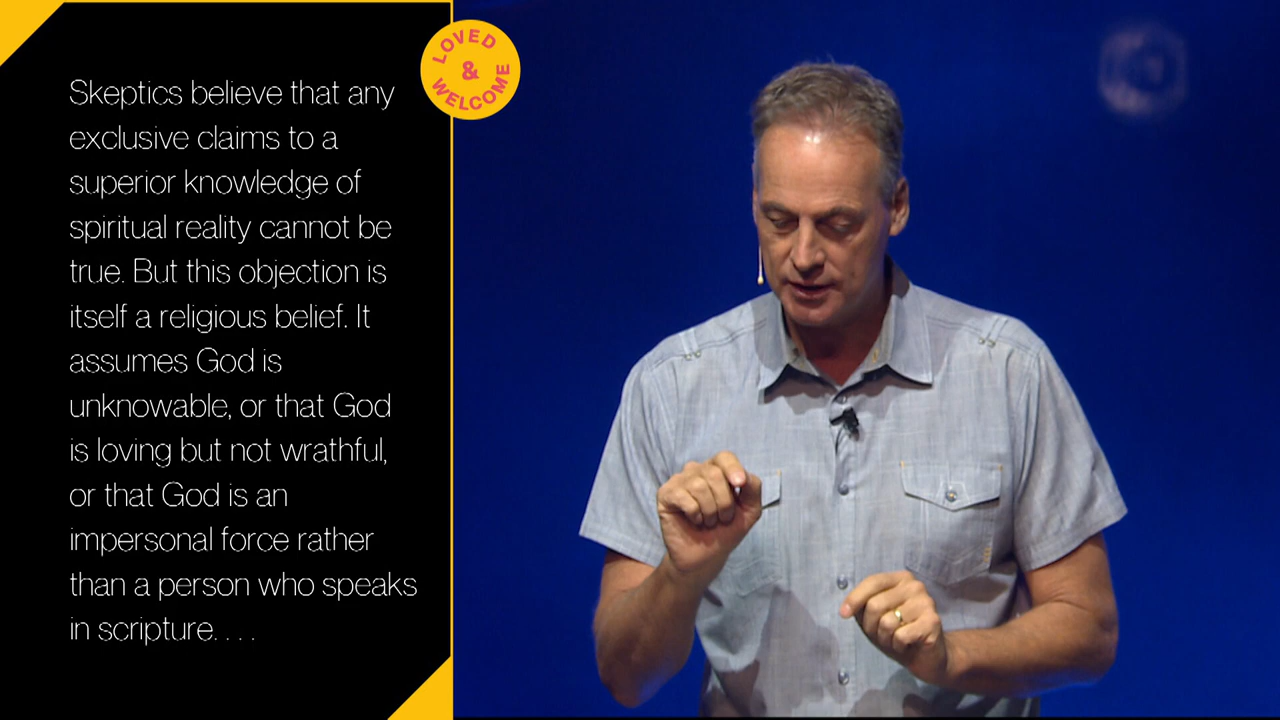 Skeptics believe that any
exclusive claims to a
superior knowledge of
spiritual reality cannot be
true. But this objection is
itself a religious belief. It
assumes God is
unknowable, or that God
is loving but not wrathful,
or that God is an
impersonal force rather
than a person who speaks
in scripture. . . .
LOVED
&
WELCOME